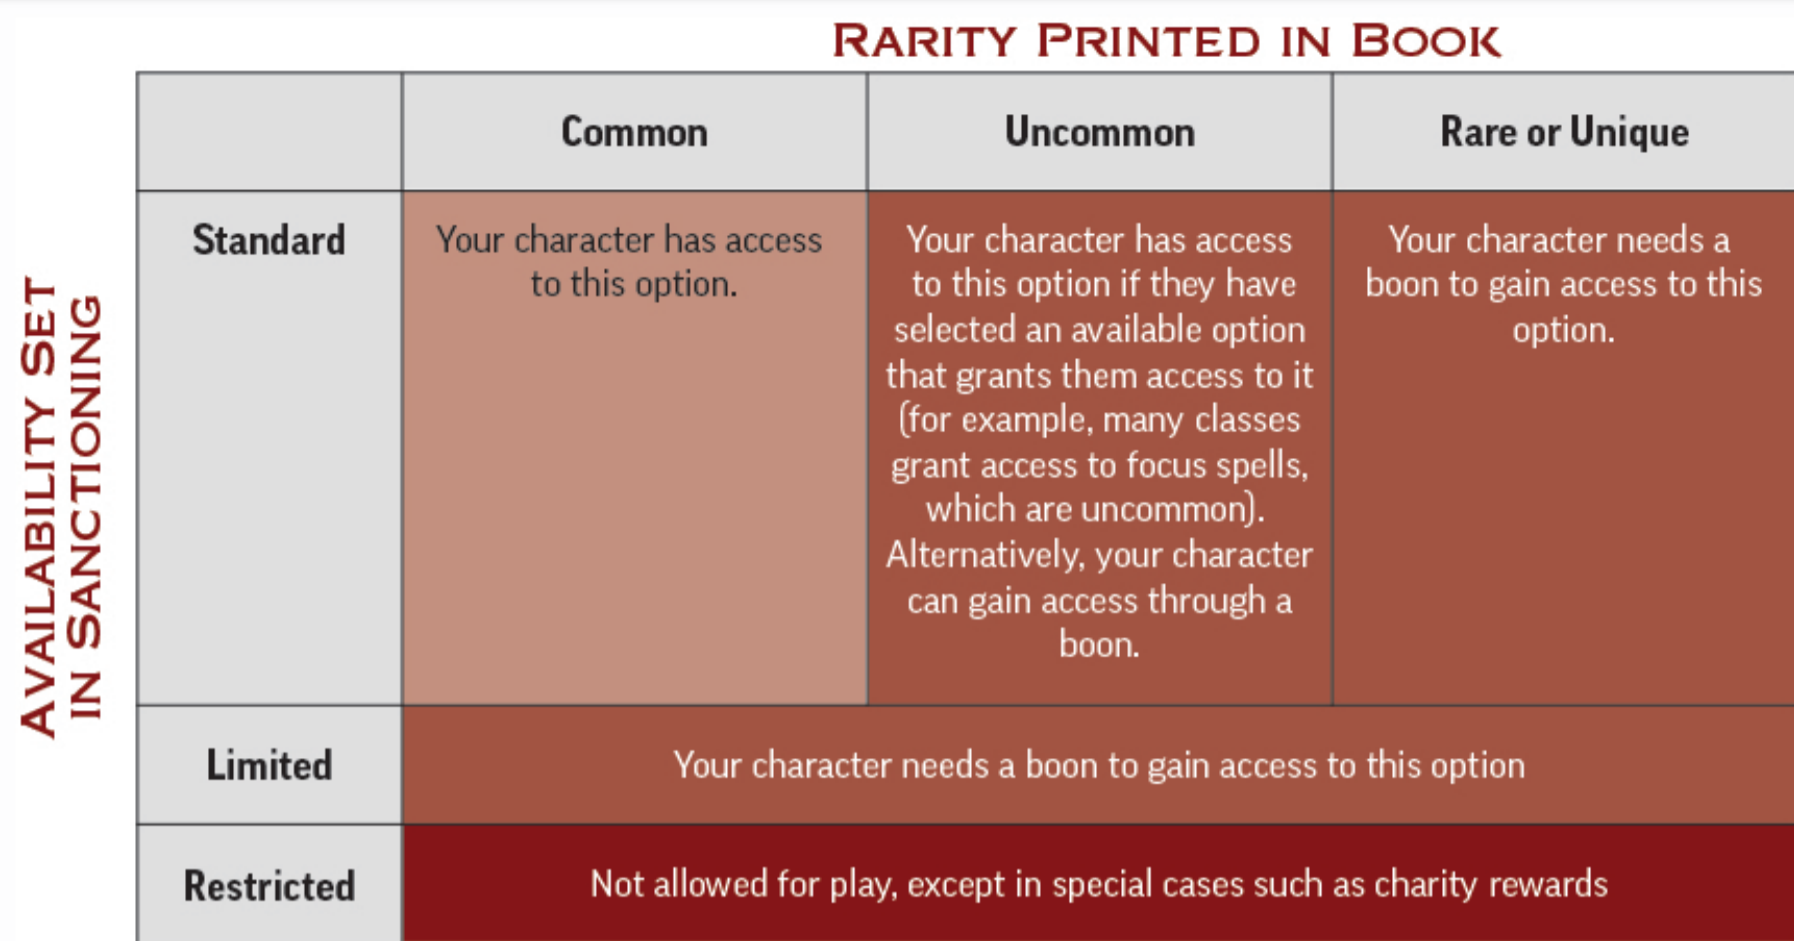 RARITY PRINTED IN BOOK
AVAILABILITY SET
IN SANCTIONING
Common
Uncommon
Rare or Unique
Standard
Your character has access
to this option.
Your character has access
to this option if they have
selected an available option
that grants them access to it
(for example, many classes
grant access to focus spells,
which are uncommon).
Alternatively, your character
can gain access through a
boon.
Your character needs a
boon to gain access to this
option.
Limited
Your character needs a boon to gain access to this option
Restricted
Not allowed for play, except in special cases such as charity rewards